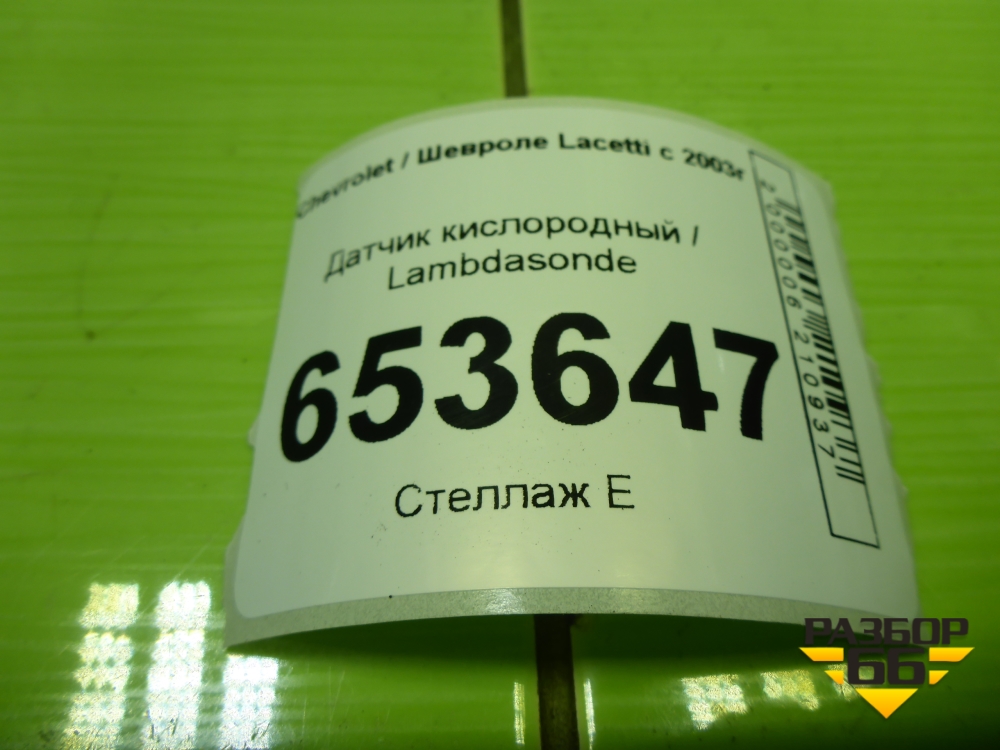 Chevrolet / Шевроле Lacetti с 2003г
Датчик кислородный /
Lambdasonde
653647
Стеллаж Е
2000006210937
РАЗБОР
66